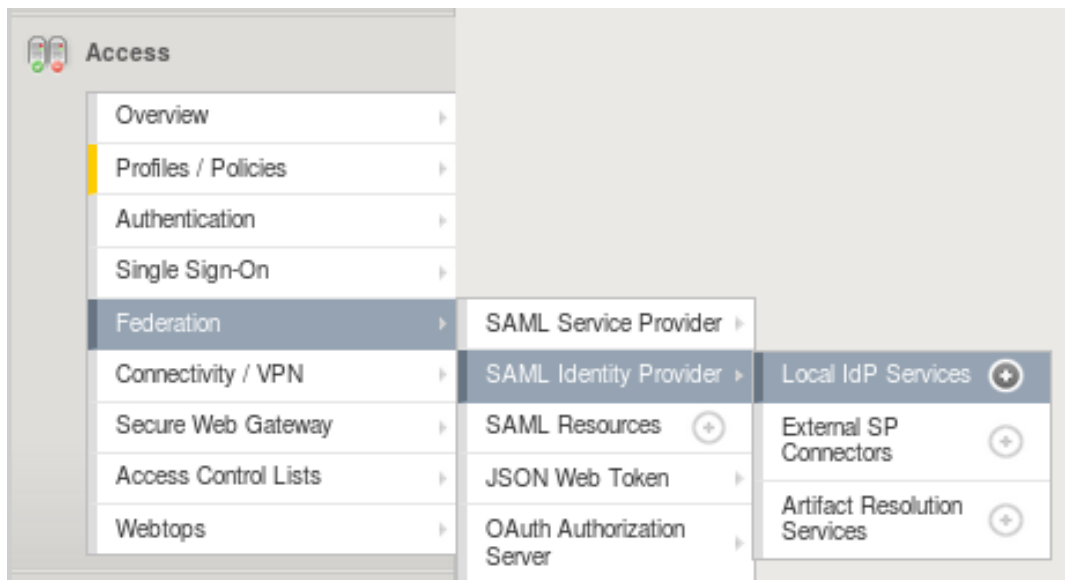 Access
Overview
Profiles / Policies
Authentication
Single Sign-On
Federation
Connectivity / VPN
Secure Web Gateway
Access Control Lists
Webtops
SAML Service Provider
SAML Identity Provider
SAML Resources
JSON Web Token
OAuth Authorization
Server
Local IdP Services
External SP
Connectors
Artifact Resolution
Services